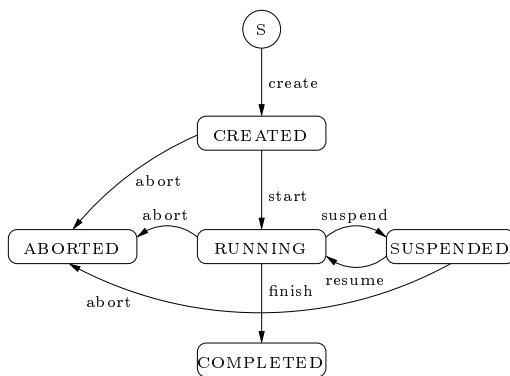 S
create
CREATED
abort
start
abort
suspend
ABORTED
RUNNING
SUSPENDED
resume
finish
abort
COMPLETED